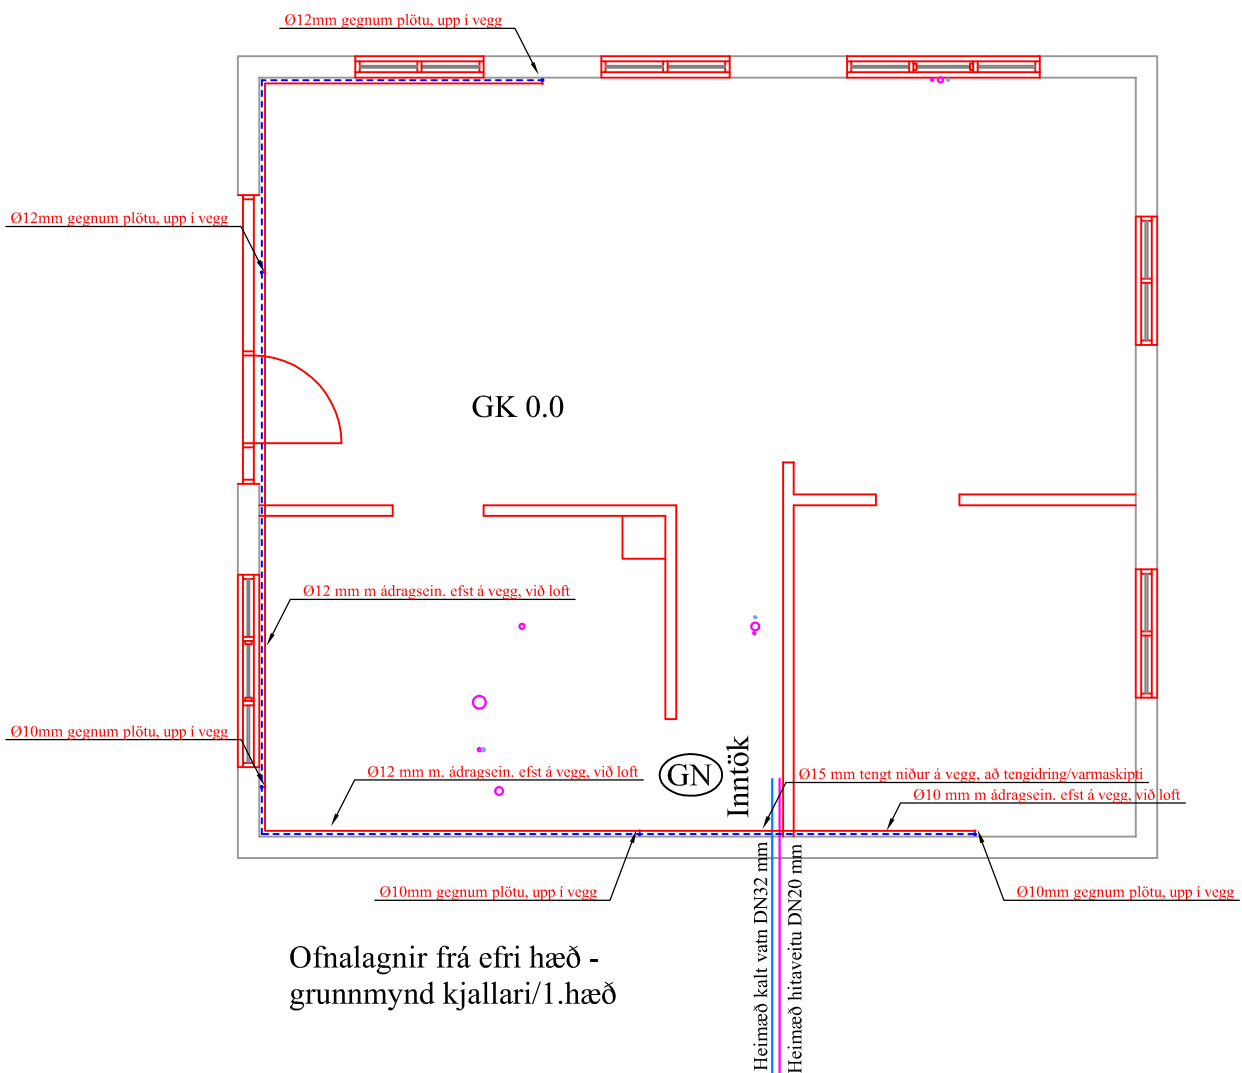 Ø12mm gegnum plötu, upp í vegg
Ø12mm gegnum plötu, upp í vegg
GK 0.0
Ø12 mm m ádragsein. efst á vegg, við loft
Ø10mm gegnum plötu, upp í vegg
Ø12 mm m. ádragsein. efst á vegg, við loft
GN
Inntök
Ø15 mm tengt niður á vegg, að tengidring/varmaskipti
Ø10 mm m ádragsein. efst á vegg, við loft
Ø10mm gegnum plötu, upp í vegg
Ø10mm gegnum plötu, upp í vegg
Heimæð kalt vatn DN32 mm
Heimæð hitaveitu DN20 mm
Ofnalagnir frá efri hæð -
grunnmynd kjallari/1.hæð